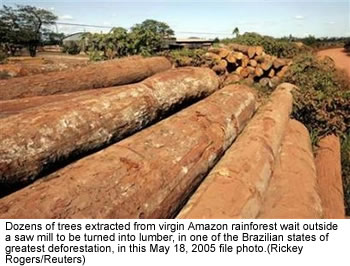 Dozens of trees extracted from virgin Amazon rainforest wait outside
a saw mill to be turned into lumber, in one of the Brazilian states of
greatest deforestation, in this May 18, 2005 file photo.(Rickey
Rogers/Reuters)